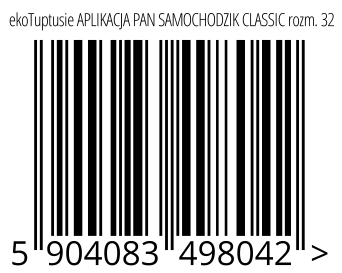 ekoTuptusie APLIKACJA PAN SAMOCHODZIK CLASSIC rozm. 32
5 904083 498042 >